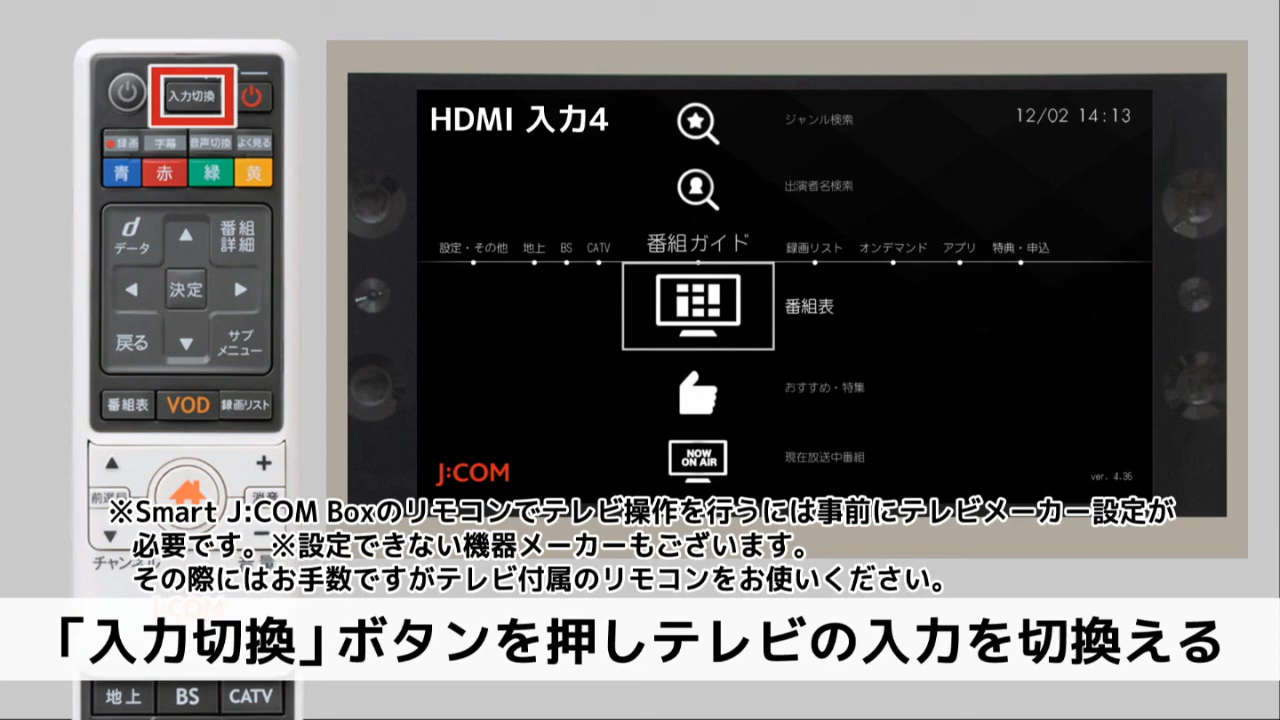 入力切換
録画 字幕 音声切換 よく見る
青 赤 緑 黄
d
データ
番組
詳細
決定
戻る
サブ
メニュー
番組表 VOD 録画リスト
+
チャンネル
J:COM
地上 BS CATV
HDMI 入力4
12/02 14:13
ジャンル検索
出演者名検索
設定・その他 地上 BS CATV 番組ガイド 録画リスト オンデマンド アプリ 特典・申込
番組表
おすすめ・特集
NOW
ON AIR
現在放送中番組
J:COM
ver. 4.36
※Smart J:COM Boxのリモコンでテレビ操作を行うには事前にテレビメーカー設定が
必要です。※設定できない機器メーカーもございます。
その際にはお手数ですがテレビ付属のリモコンをお使いください。
「入力切換」ボタンを押しテレビの入力を切換える